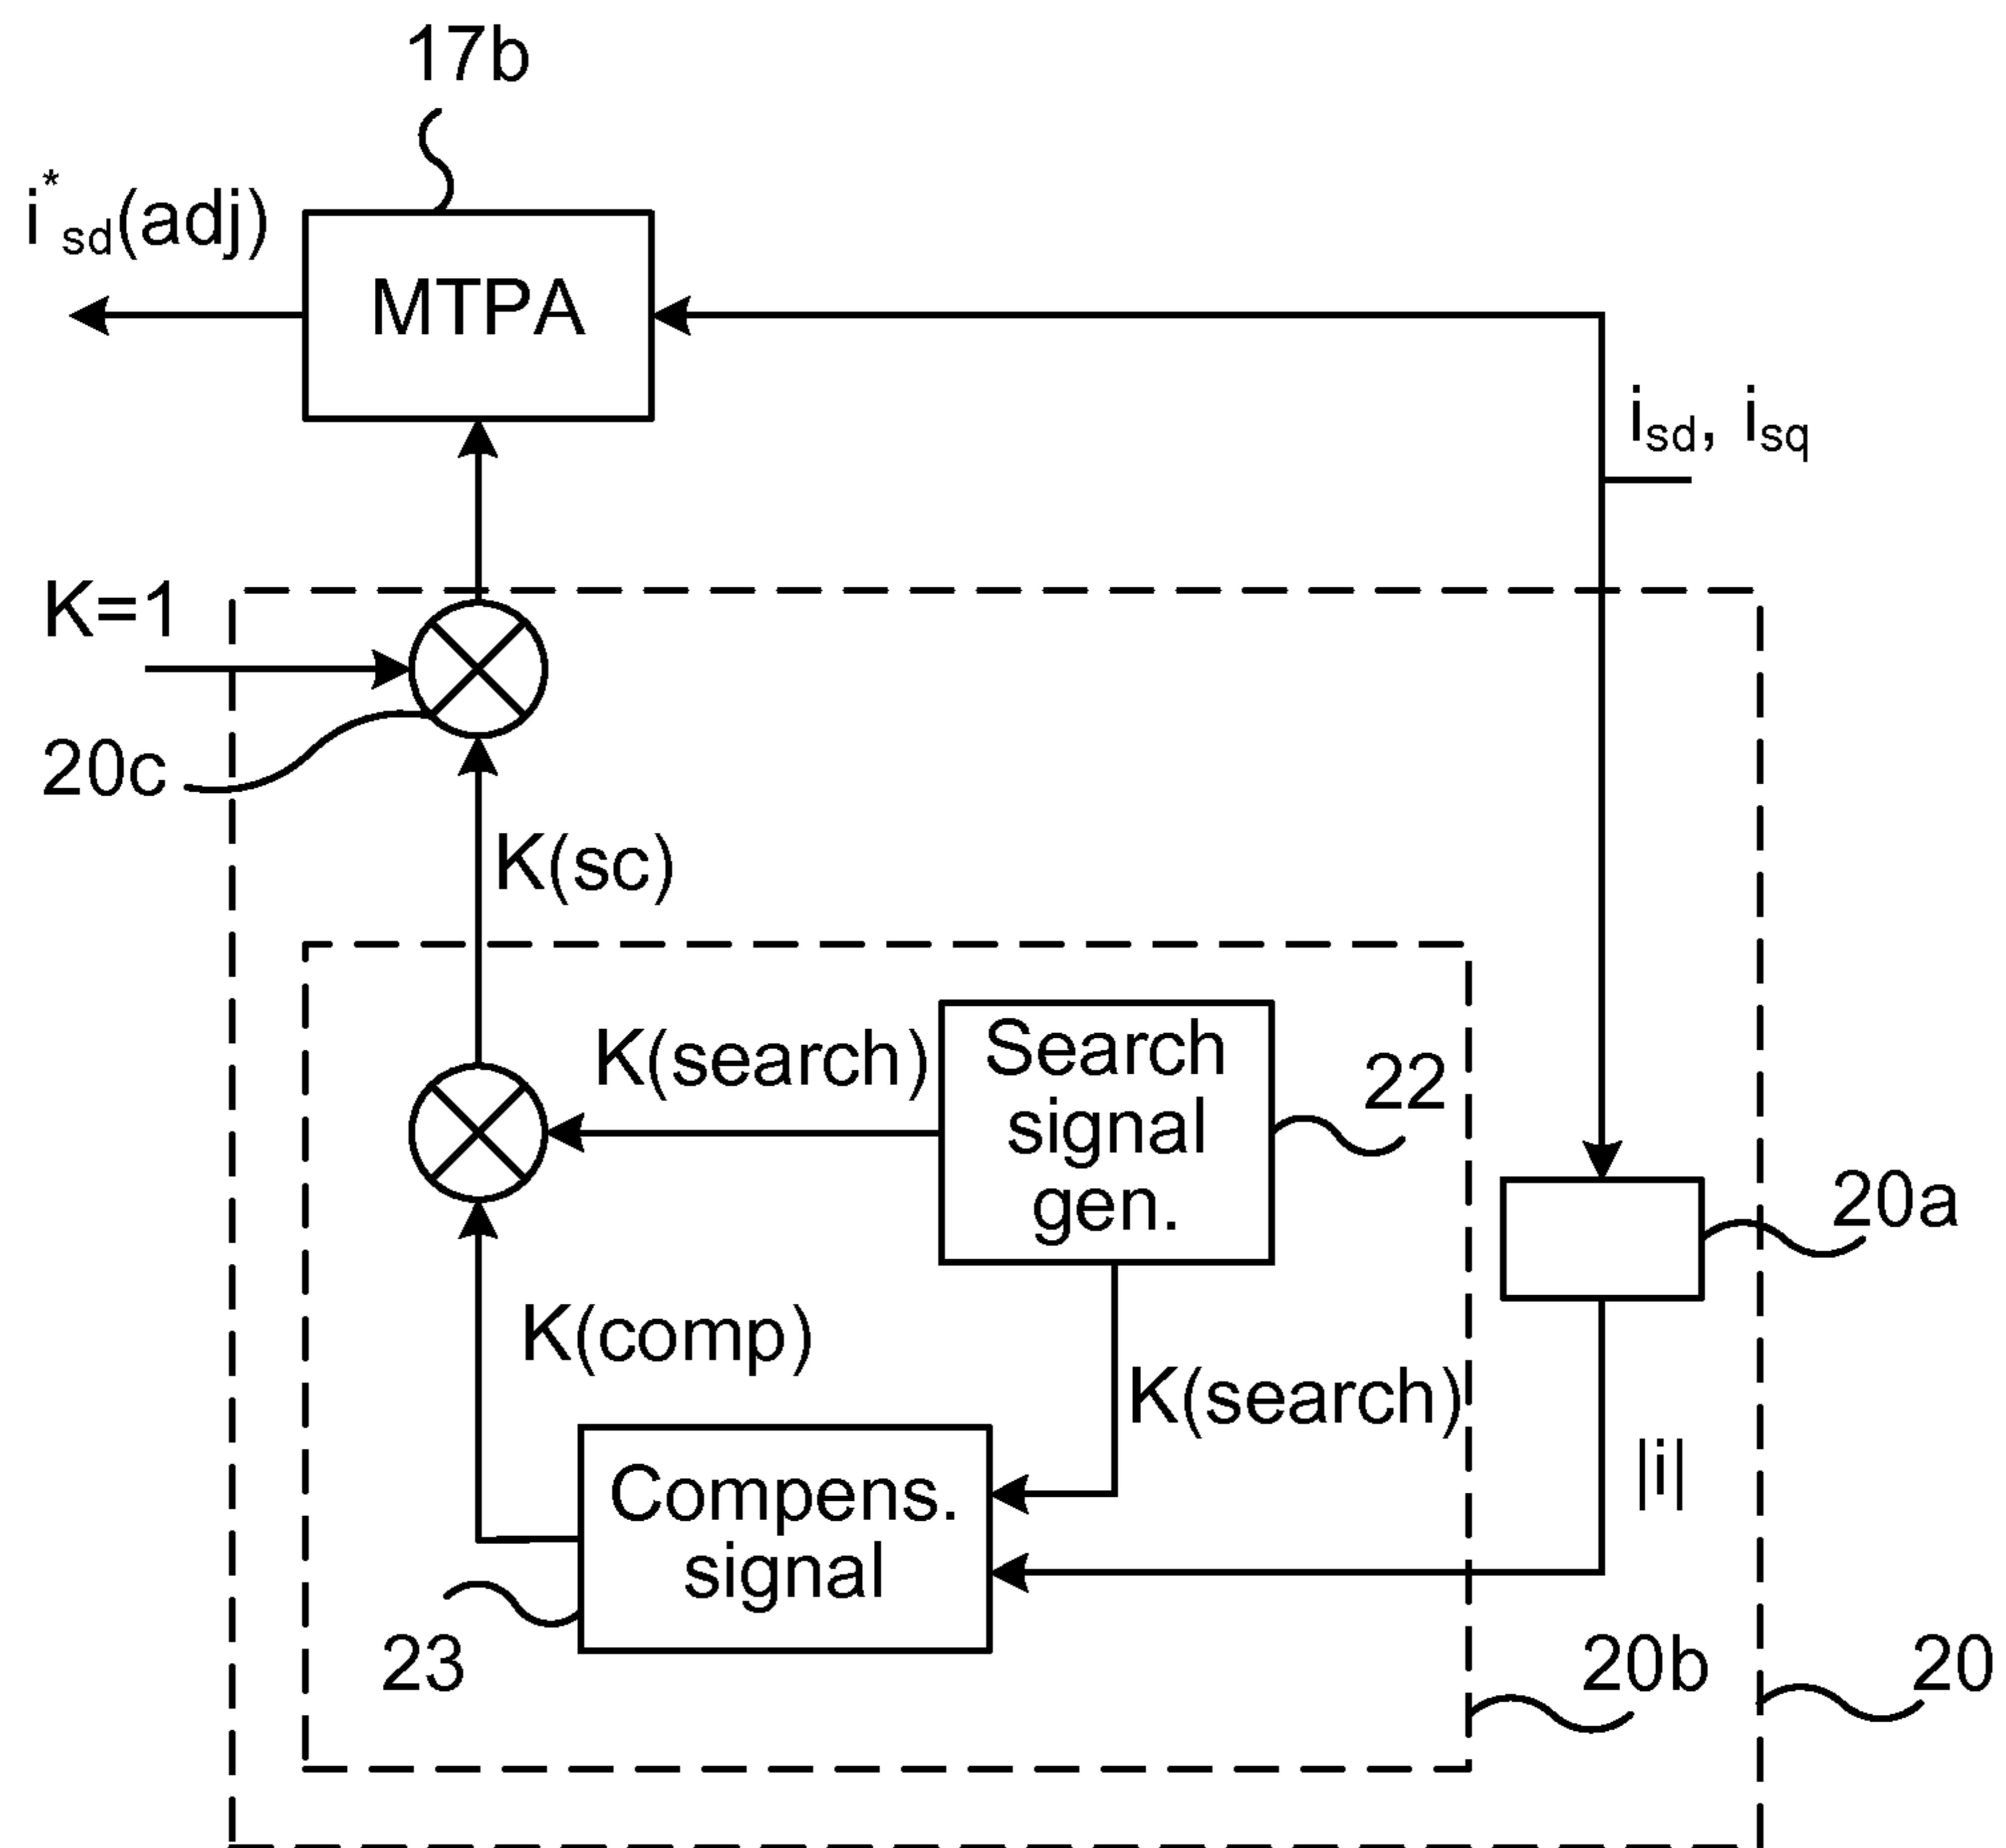 17b
i*sd(adj)
MTPA
isd, isq
K=1
20c
K(sc)
K(search)
Search
signal
gen.
22
20a
K(comp)
K(search)
|i|
Compens.
signal
23
20b
20